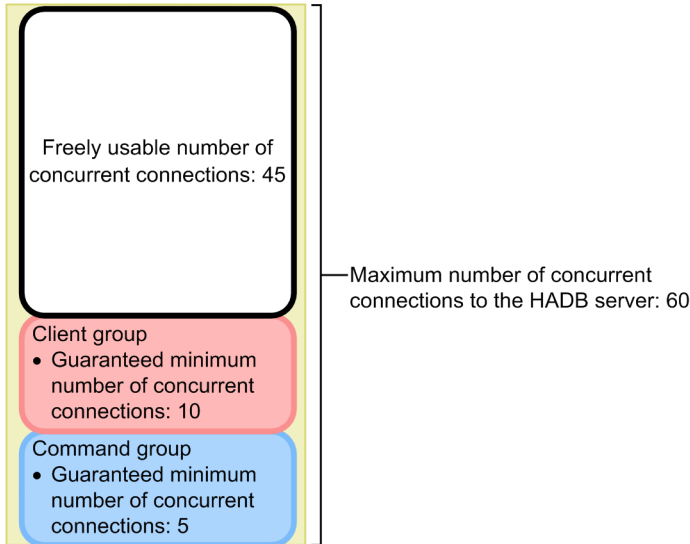 Freely usable number of
concurrent connections: 45
Maximum number of concurrent
connections to the HADB server: 60
Client group
• Guaranteed minimum
number of concurrent
connections: 10
Command group
• Guaranteed minimum
number of concurrent
connections: 5